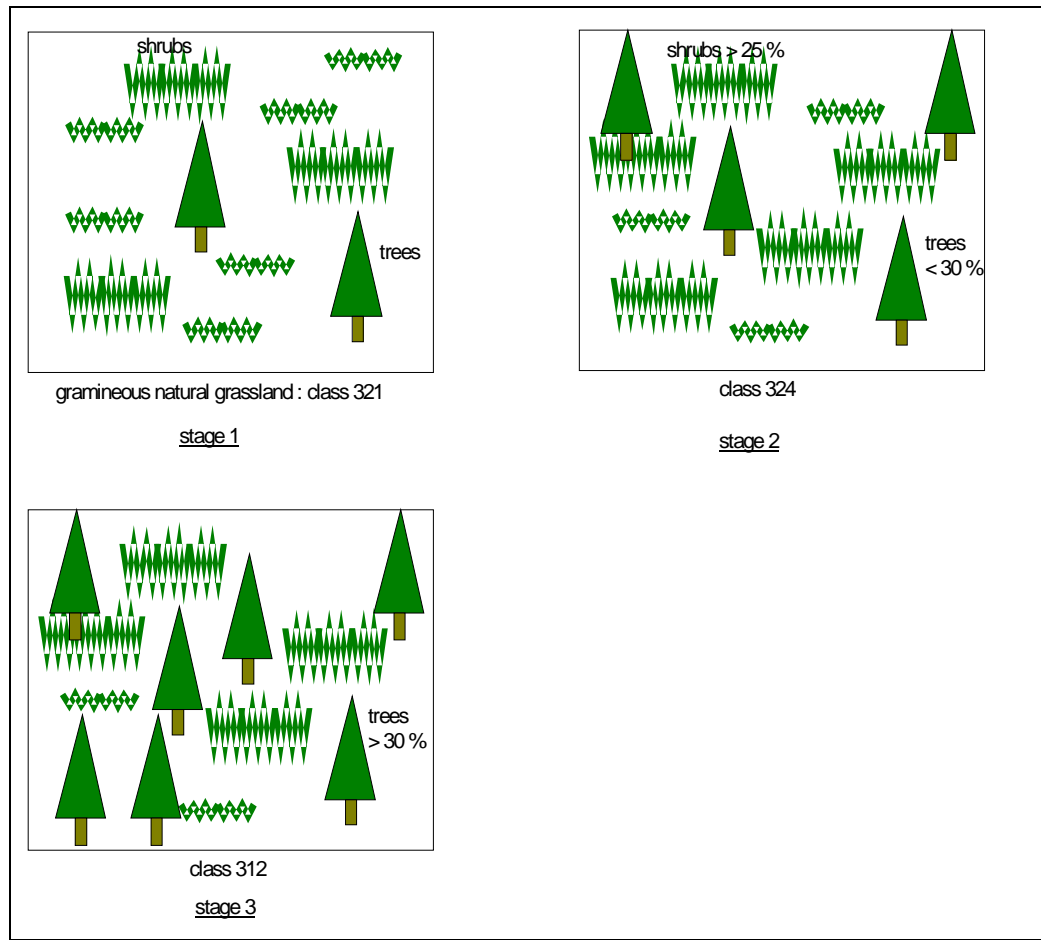 shrubs
trees
gramineous natural grassland : class 321
stage 1
shrubs > 25 %
trees
< 30 %
class 324
stage 2
trees
> 30 %
class 312
stage 3